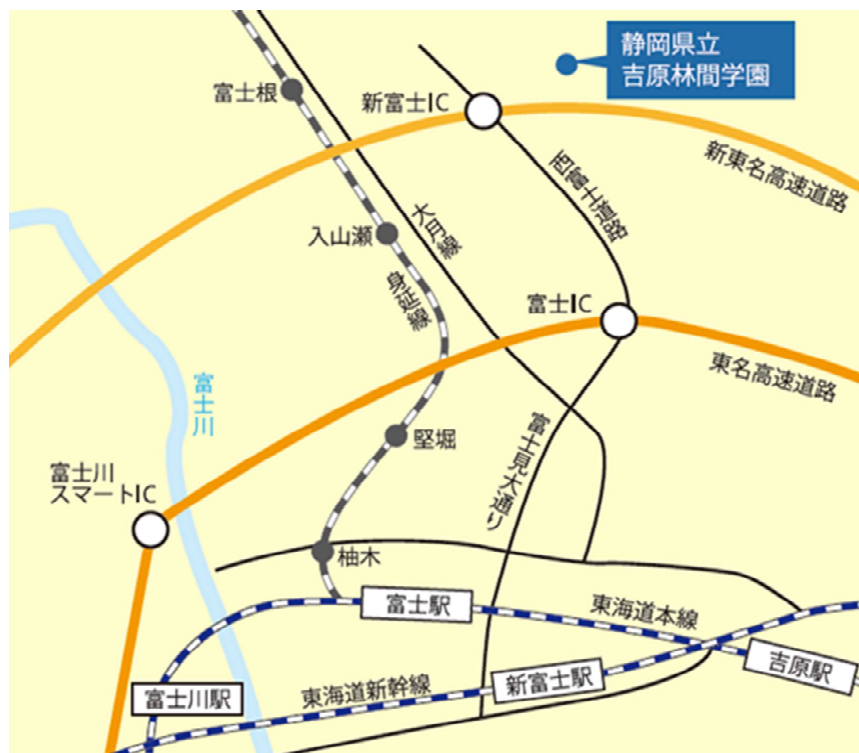 静岡県立
吉原林間学園
富士根
新富士IC
新東名高速道路
西富士道路
大月線
入山瀬
身延線
富士IC
東名高速道路
富士川
堅堀
富士見大通り
富士川
スマートIC
柚木
富士駅
東海道本線
吉原駅
新富士駅
東海道新幹線
富士川駅